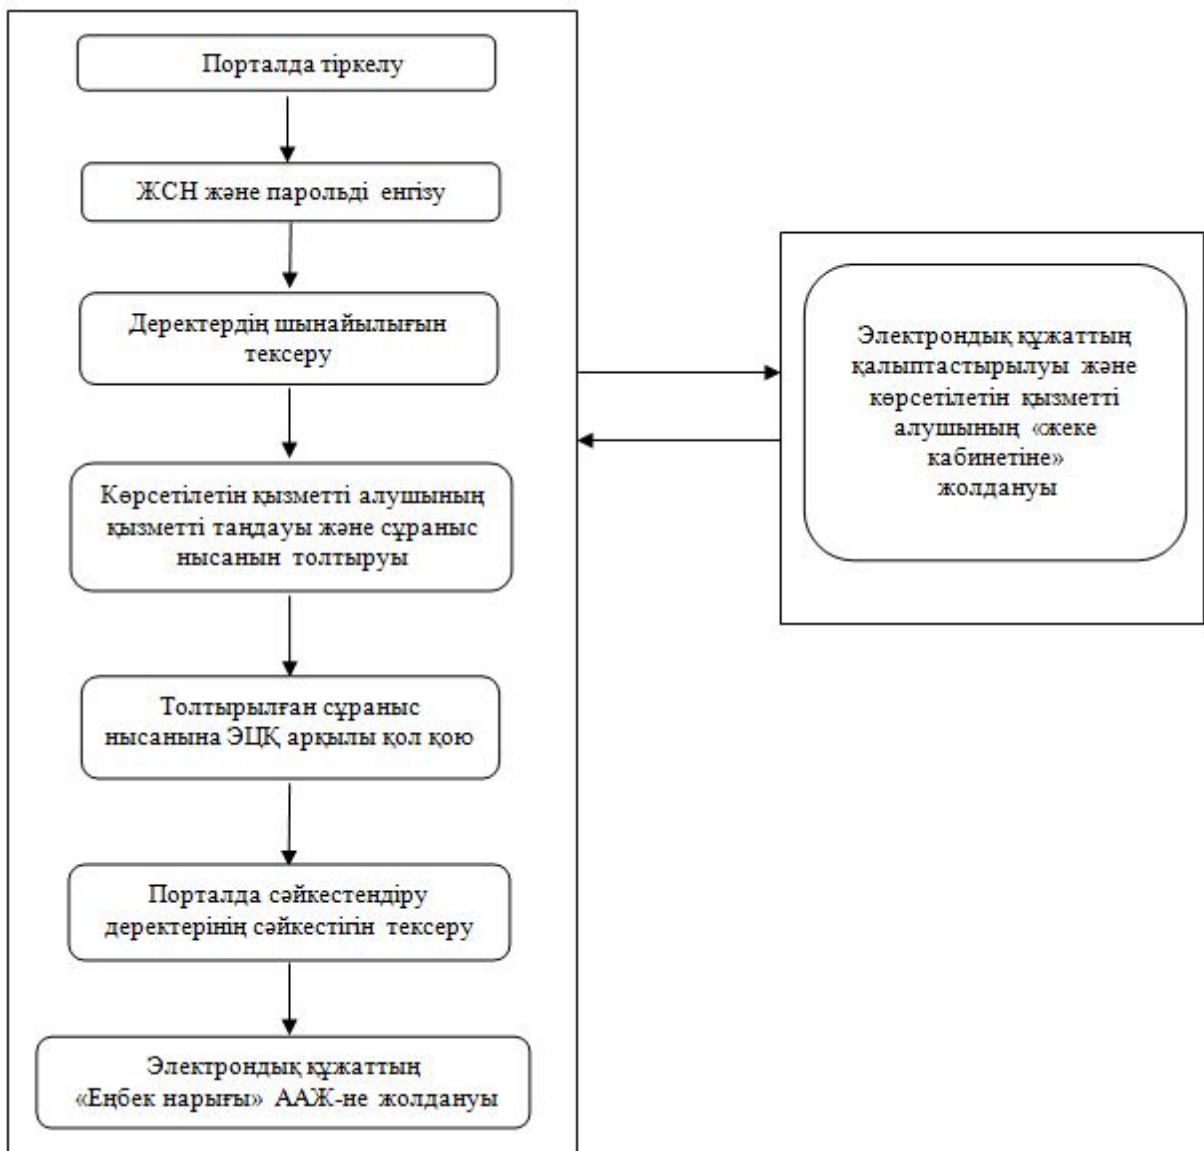 Порталда тіркелу
ЖСН және парольді енгізу
Деректердің шынайылығын
тексеру
Көрсетілетін қызметті алушының
қызметті таңдауы және сұраныс
нысанын толтыруы
Толтырылған сұраныс
нысанына ЭЦҚ арқылы қол қою
Порталда сәйкестендіру
деректерінің сәйкестігін тексеру
Электрондық құжаттың
«Еңбек нарығы» ААЖ-не жолдануы
Электрондық құжаттың
қалыптастырылуы және
көрсетілетін қызметті
алушының «жеке
кабинетіне»
жолдануы